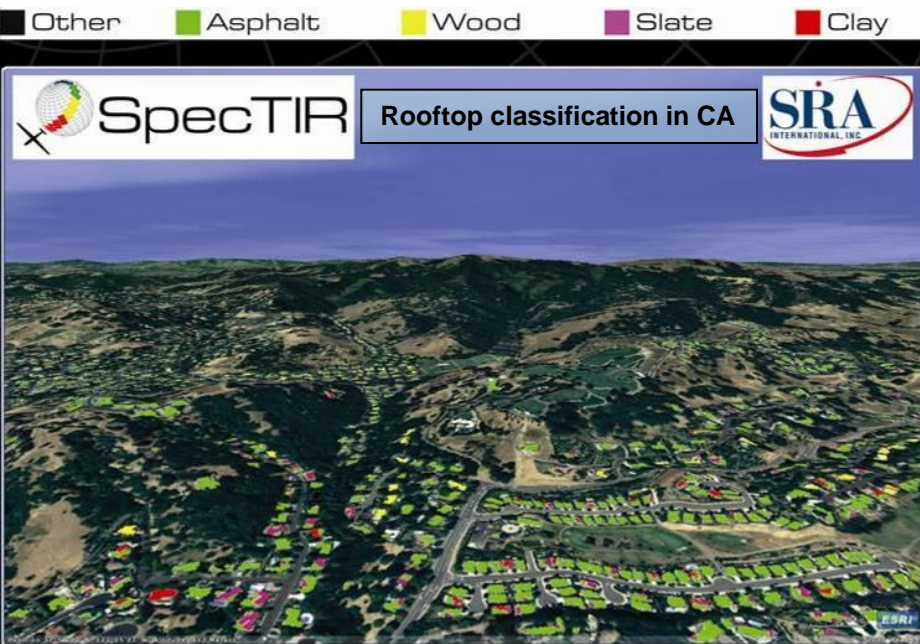 Other Asphalt Wood Slate Clay
SpecTIR
Rooftop classification in CA
SRA
INTERNATIONAL, INC.
ESRI